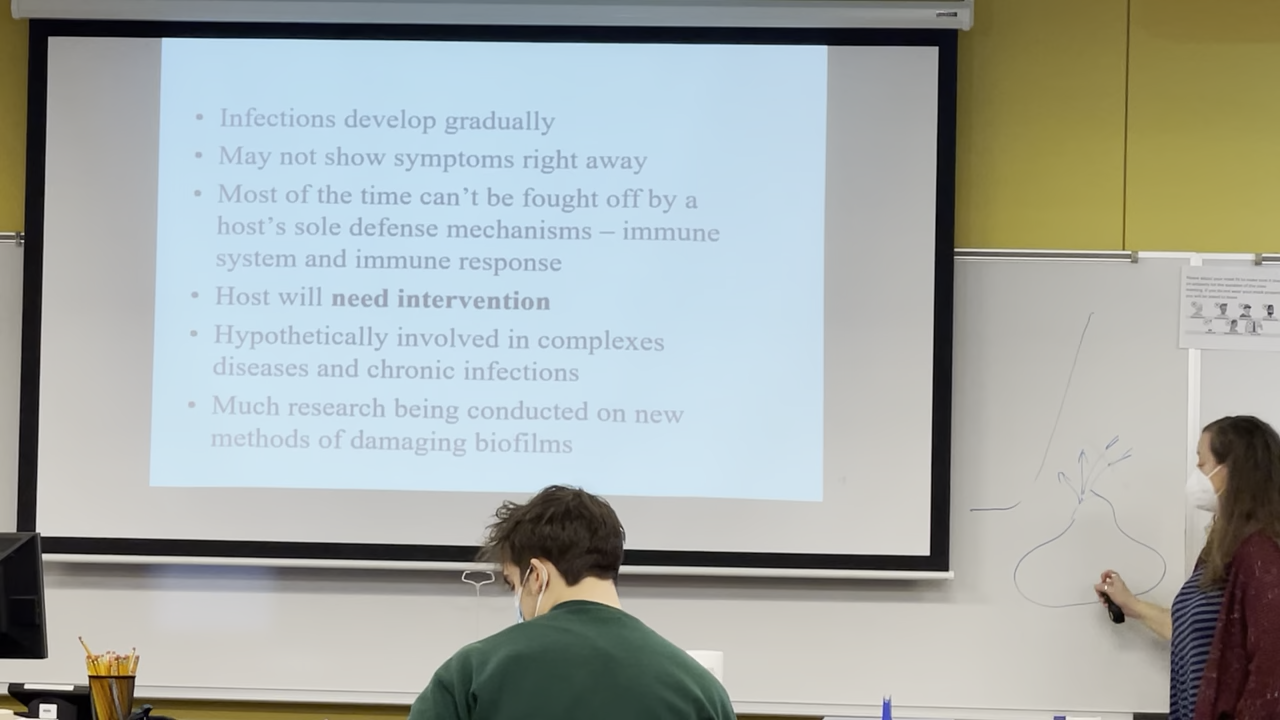 • Infections develop gradually
• May not show symptoms right away
• Most of the time can’t be fought off by a
host’s sole defense mechanisms – immune
system and immune response
• Host will need intervention
• Hypothetically involved in complexes
diseases and chronic infections
• Much research being conducted on new
methods of damaging biofilms